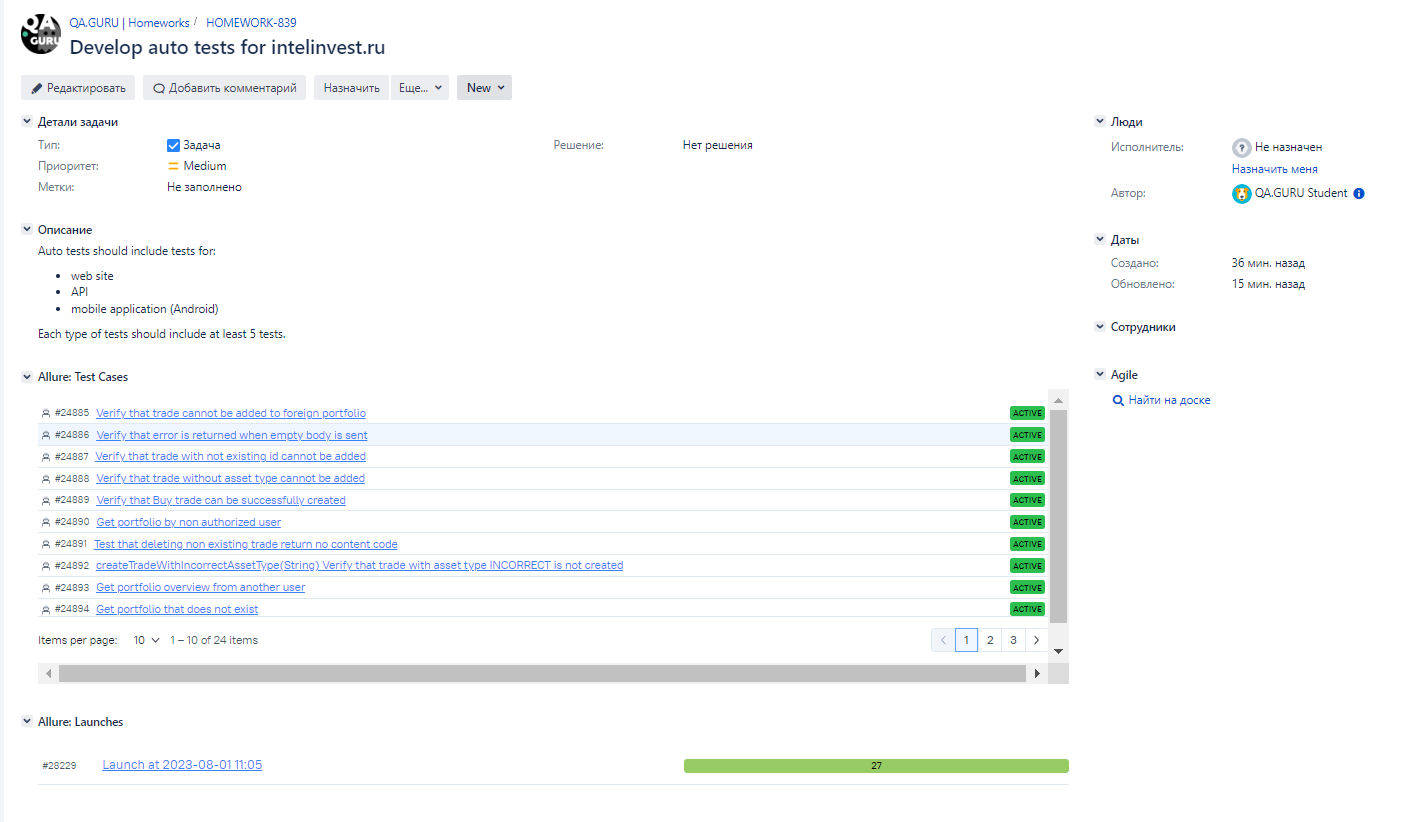 QA GURU
QA.GURU | Homeworks / HOMEWORK-839
Develop auto tests for intelinvest.ru
Редактировать Добавить комментарий Назначить Еще... New
Детали задачи
Тип: Задача Решение: Нет решения
Приоритет: Medium
Метки: Не заполнено
Описание
Auto tests should include tests for:
• web site
• API
• mobile application (Android)
Each type of tests should include at least 5 tests.
Allure: Test Cases
#24885 Verify that trade cannot be added to foreign portfolio ACTIVE
#24886 Verify that error is returned when empty body is sent ACTIVE
#24887 Verify that trade with not existing id cannot be added ACTIVE
#24888 Verify that trade without asset type cannot be added ACTIVE
#24889 Verify that Buy trade can be successfully created ACTIVE
#24890 Get portfolio by non authorized user ACTIVE
#24891 Test that deleting non existing trade return no content code ACTIVE
#24892 createTradeWithIncorrectAssetType(String) Verify that trade with asset type INCORRECT is not created ACTIVE
#24893 Get portfolio overview from another user ACTIVE
#24894 Get portfolio that does not exist ACTIVE
Items per page: 10 1 – 10 of 24 items 1 2 3
Allure: Launches
#28229 Launch at 2023-08-01 11:05 27
Люди
Исполнитель: Не назначен
Назначить меня
Автор: QA.GURU Student
Даты
Создано: 36 мин. назад
Обновлено: 15 мин. назад
Сотрудники
Agile
Найти на доске